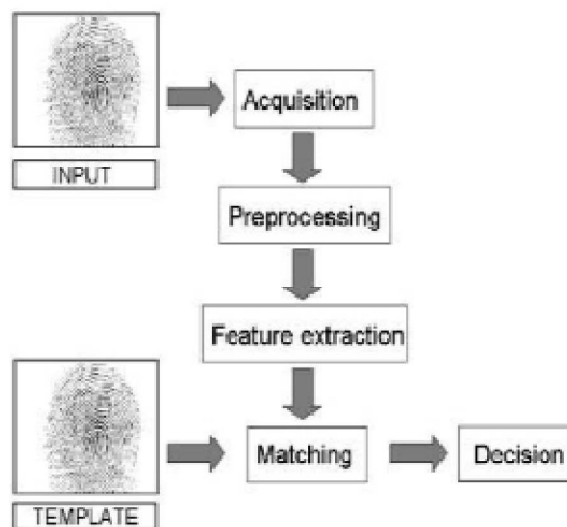 Acquisition
INPUT
Preprocessing
Feature extraction
Matching
Decision
TEMPLATE